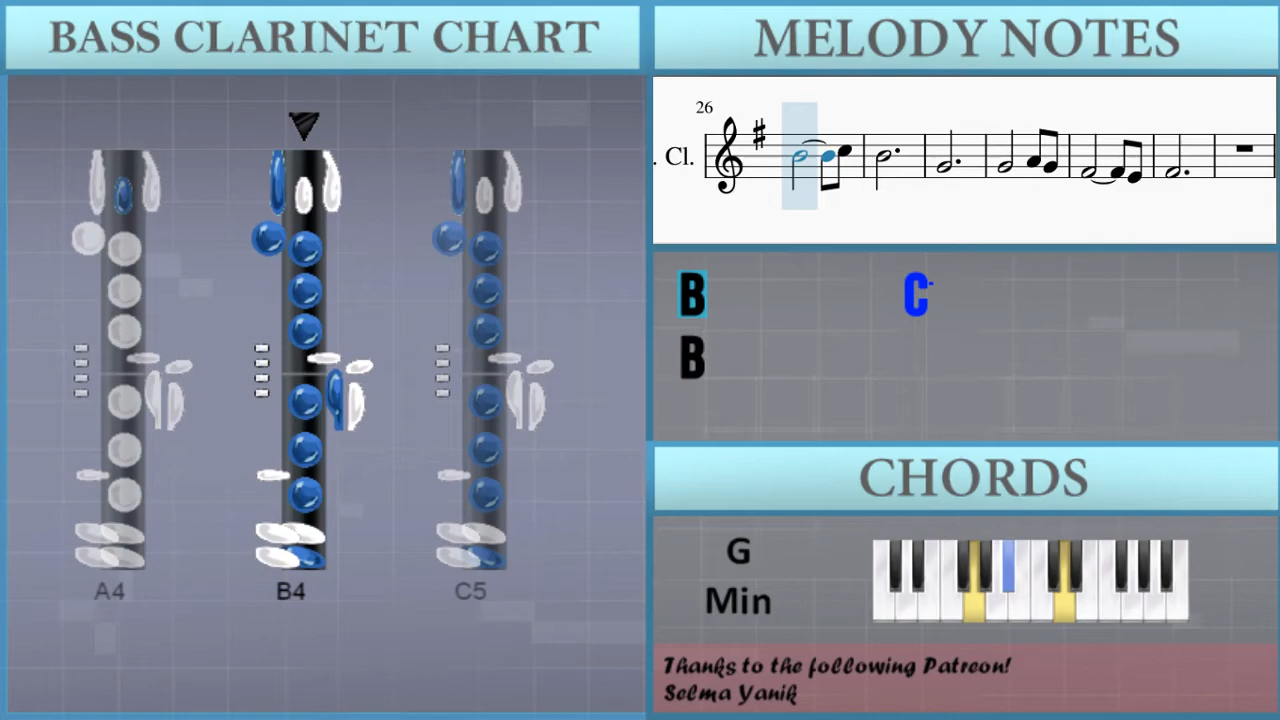 BASS CLARINET CHART
MELODY NOTES
26
. Cl.
A4
B4
C5
B
C
B
CHORDS
G
Min
Thanks to the following Patreon!
Selma Yanik